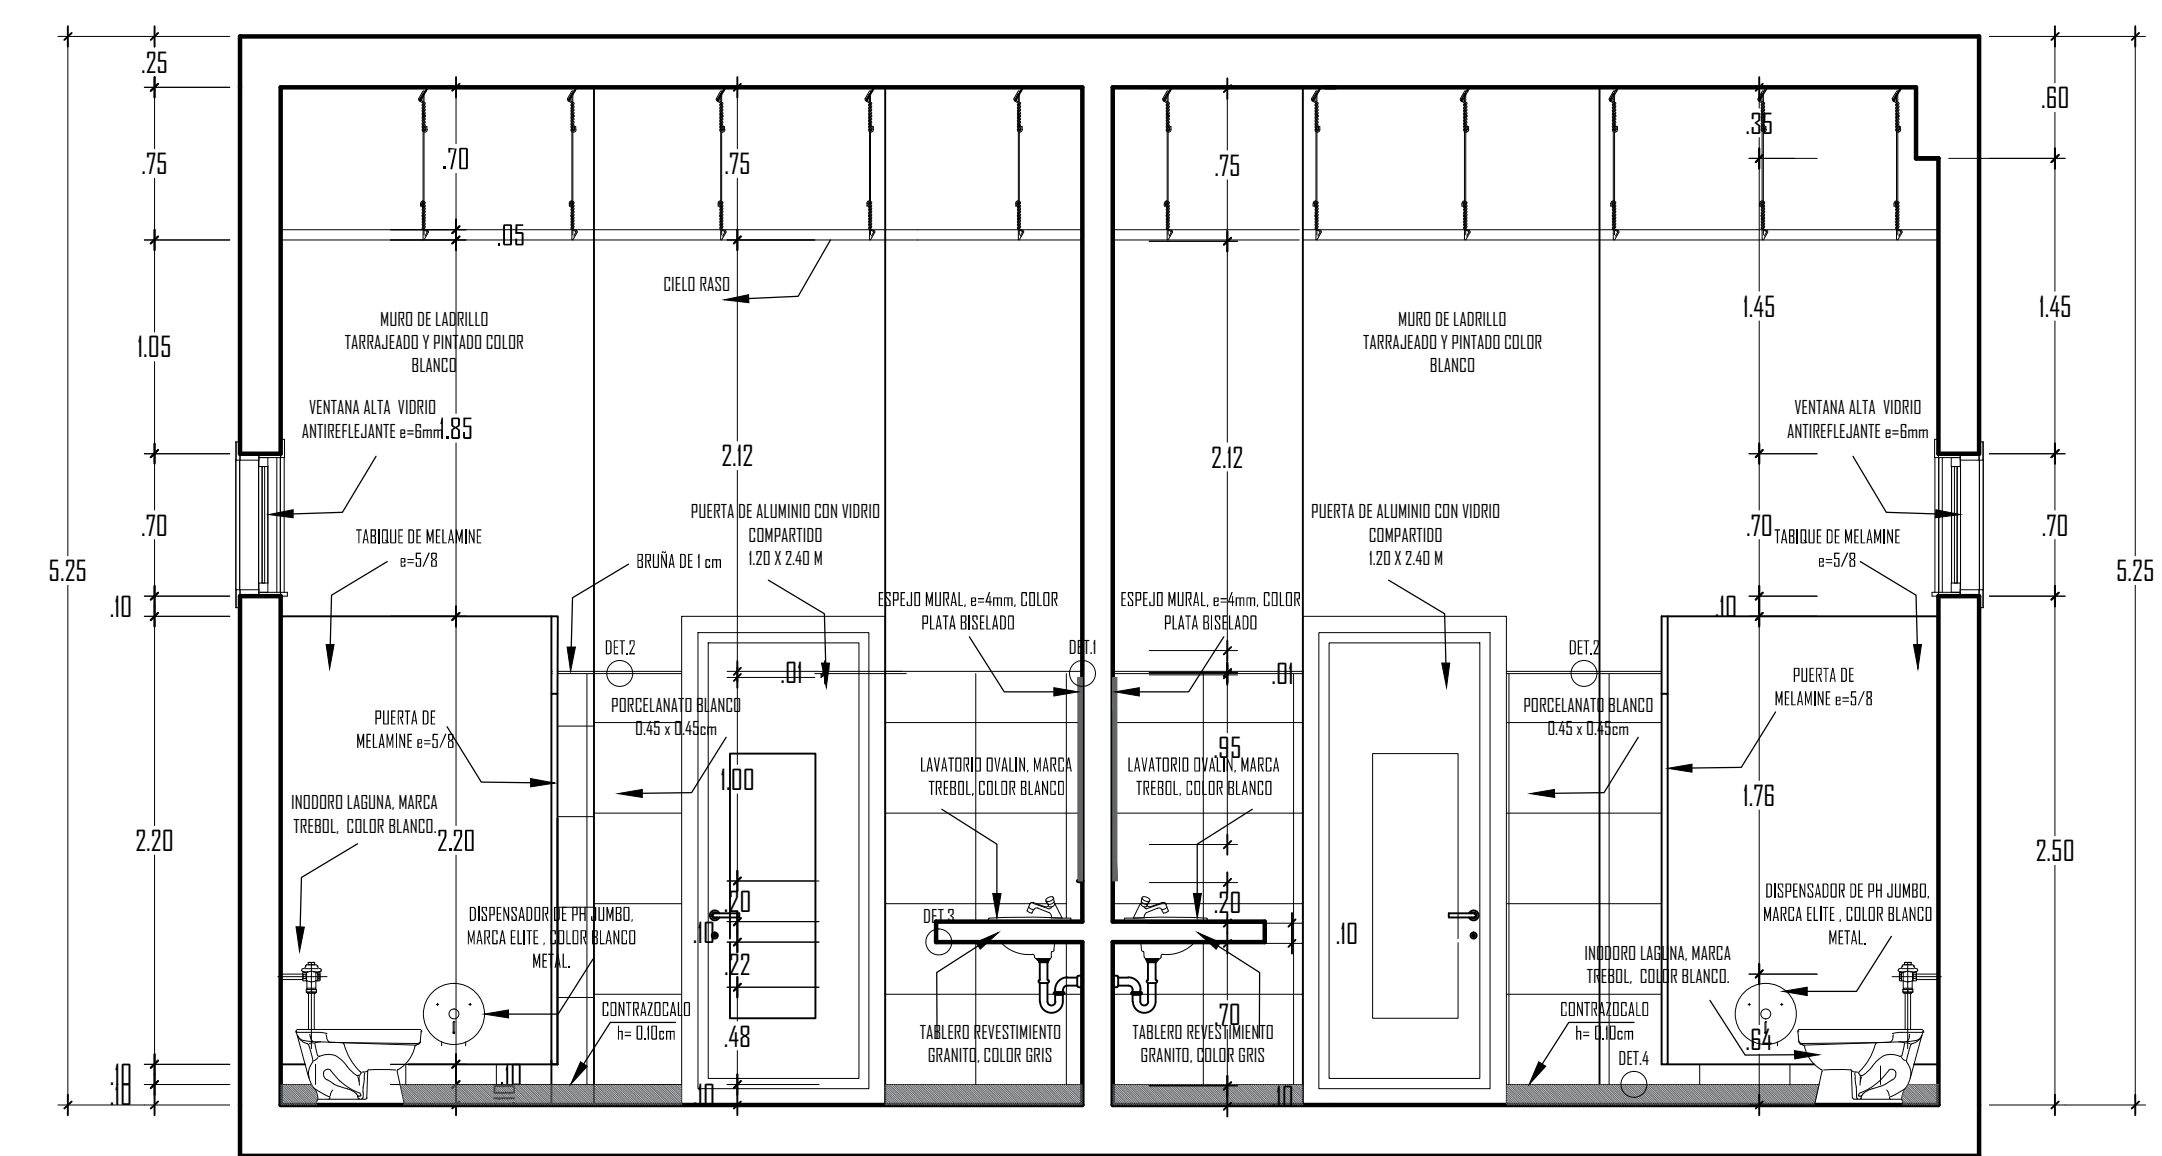 .25
.75
1.05
.70
.10
2.20
.10
.10
5.25
.70
.05
1.85
2.20
.10
.10
.75
2.12
.01
1.00
.20
.10
.22
.48
.10
CIELO RASO
MURO DE LADRILLO
TARRAJEADO Y PINTADO COLOR
BLANCO
VENTANA ALTA VIDRIO
ANTIREFLEJANTE e=6mm
TABIQUE DE MELAMINE
e=5/8
BRUÑA DE 1 cm
PUERTA DE ALUMINIO CON VIDRIO
COMPARTIDO
1.20 X 2.40 M
ESPEJO MURAL, e=4mm, COLOR
PLATA BISELADO
DET.2
DET.1
PUERTA DE
MELAMINE e=5/8
PORCELANATO BLANCO
0.45 x 0.45cm
INODORO LAGUNA, MARCA
TREBOL, COLOR BLANCO.
LAVATORIO OVALIN, MARCA
TREBOL, COLOR BLANCO
DISPENSADOR DE PH JUMBO,
MARCA ELITE , COLOR BLANCO
METAL.
DET.3
CONTRAZOCALO
h= 0.10cm
TABLERO REVESTIMIENTO
GRANITO, COLOR GRIS
.75
2.12
.01
.95
.20
.10
.70
.10
MURO DE LADRILLO
TARRAJEADO Y PINTADO COLOR
BLANCO
VENTANA ALTA VIDRIO
ANTIREFLEJANTE e=6mm
PUERTA DE ALUMINIO CON VIDRIO
COMPARTIDO
1.20 X 2.40 M
TABIQUE DE MELAMINE
e=5/8
ESPEJO MURAL, e=4mm, COLOR
PLATA BISELADO
DET.2
PUERTA DE
MELAMINE e=5/8
PORCELANATO BLANCO
0.45 x 0.45cm
LAVATORIO OVALIN, MARCA
TREBOL, COLOR BLANCO
DISPENSADOR DE PH JUMBO,
MARCA ELITE , COLOR BLANCO
METAL.
INODORO LAGUNA, MARCA
TREBOL, COLOR BLANCO.
CONTRAZOCALO
h= 0.10cm
TABLERO REVESTIMIENTO
GRANITO, COLOR GRIS
DET.4
.35
1.45
.70
.10
1.76
.64
.60
1.45
.70
2.50
5.25